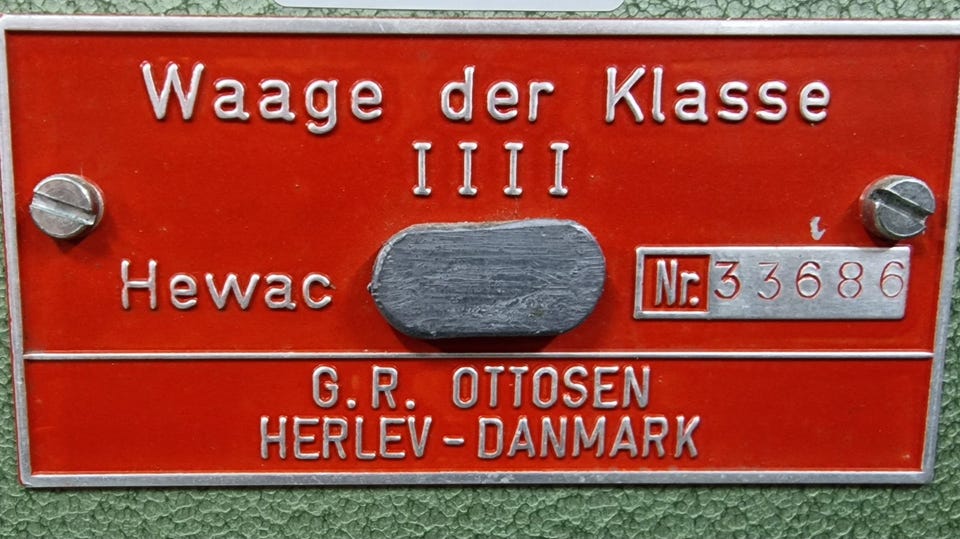 Waage der Klasse
IIII
Hewac
Nr. 33686
G.R. OTTOSEN
HERLEV-DANMARK